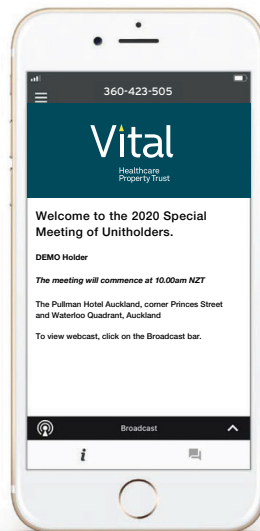 360-423-505
Vital
Healthcare
Property Trust
Welcome to the 2020 Special
Meeting of Unitholders.
DEMO Holder
The meeting will commence at 10.00am NZT
The Pullman Hotel Auckland, corner Princes Street
and Waterloo Quadrant, Auckland
To view webcast, click on the Broadcast bar.
Broadcast
i